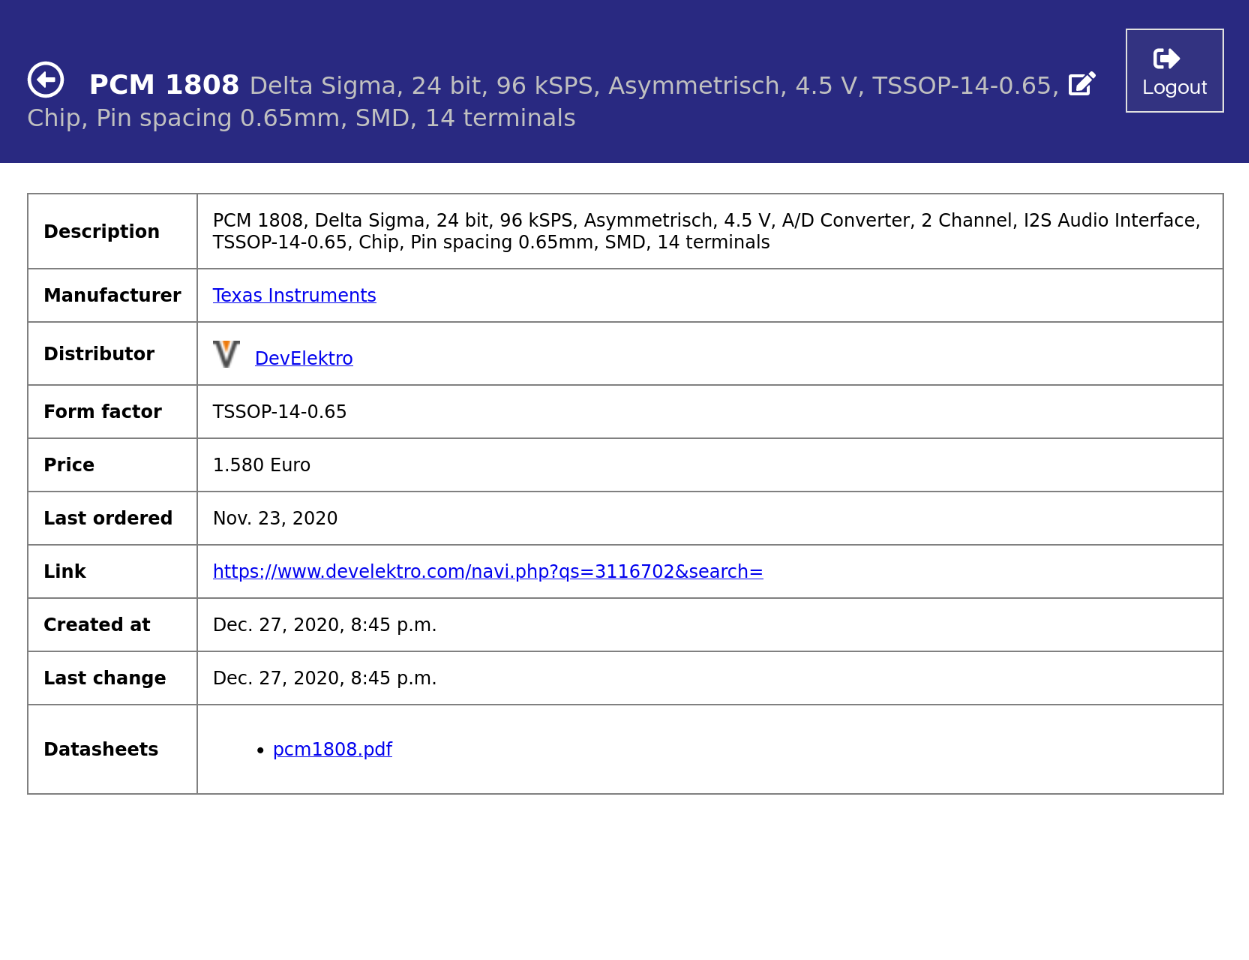 PCM 1808 Delta Sigma, 24 bit, 96 kSPS, Asymmetrisch, 4.5 V, TSSOP-14-0.65,
Chip, Pin spacing 0.65mm, SMD, 14 terminals
Logout
Description
PCM 1808, Delta Sigma, 24 bit, 96 kSPS, Asymmetrisch, 4.5 V, A/D Converter, 2 Channel, I2S Audio Interface,
TSSOP-14-0.65, Chip, Pin spacing 0.65mm, SMD, 14 terminals
Manufacturer
Texas Instruments
Distributor
DevElektro
Form factor
TSSOP-14-0.65
Price
1.580 Euro
Last ordered
Nov. 23, 2020
Link
https://www.develektro.com/navi.php?qs=3116702&search=
Created at
Dec. 27, 2020, 8:45 p.m.
Last change
Dec. 27, 2020, 8:45 p.m.
Datasheets
• pcm1808.pdf